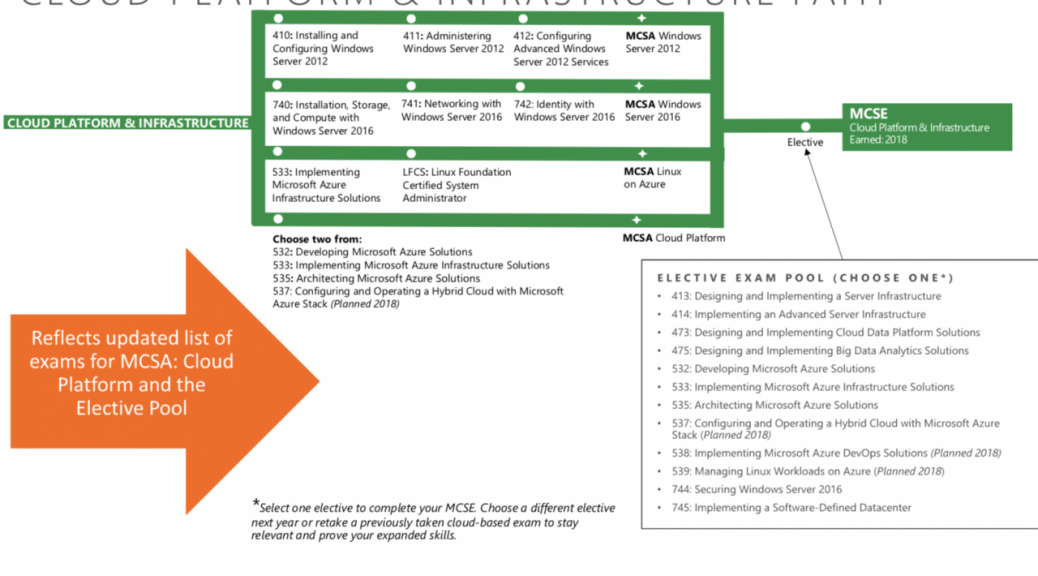 CLOUD PLATFORM & INFRASTRUCTURE PATH
410: Installing and
Configuring Windows
Server 2012
411: Administering
Windows Server 2012
412: Configuring
Advanced Windows
Server 2012 Services
MCSA Windows
Server 2012
740: Installation, Storage,
and Compute with
Windows Server 2016
741: Networking with
Windows Server 2016
742: Identity with
Windows Server 2016
MCSA Windows
Server 2016
CLOUD PLATFORM & INFRASTRUCTURE
MCSE
Cloud Platform & Infrastructure
Earned: 2018
Elective
533: Implementing
Microsoft Azure
Infrastructure Solutions
LFCS: Linux Foundation
Certified System
Administrator
MCSA Linux
on Azure
Choose two from:
532: Developing Microsoft Azure Solutions
533: Implementing Microsoft Azure Infrastructure Solutions
535: Architecting Microsoft Azure Solutions
537: Configuring and Operating a Hybrid Cloud with Microsoft
Azure Stack (Planned 2018)
MCSA Cloud Platform
Reflects updated list of
exams for MCSA: Cloud
Platform and the
Elective Pool
ELECTIVE EXAM POOL (CHOOSE ONE*)
• 413: Designing and Implementing a Server Infrastructure
• 414: Implementing an Advanced Server Infrastructure
• 473: Designing and Implementing Cloud Data Platform Solutions
• 475: Designing and Implementing Big Data Analytics Solutions
• 532: Developing Microsoft Azure Solutions
• 533: Implementing Microsoft Azure Infrastructure Solutions
• 535: Architecting Microsoft Azure Solutions
• 537: Configuring and Operating a Hybrid Cloud with Microsoft Azure
Stack (Planned 2018)
• 538: Implementing Microsoft Azure DevOps Solutions (Planned 2018)
• 539: Managing Linux Workloads on Azure (Planned 2018)
• 744: Securing Windows Server 2016
• 745: Implementing a Software-Defined Datacenter
*Select one elective to complete your MCSE. Choose a different elective
next year or retake a previously taken cloud-based exam to stay
relevant and prove your expanded skills.